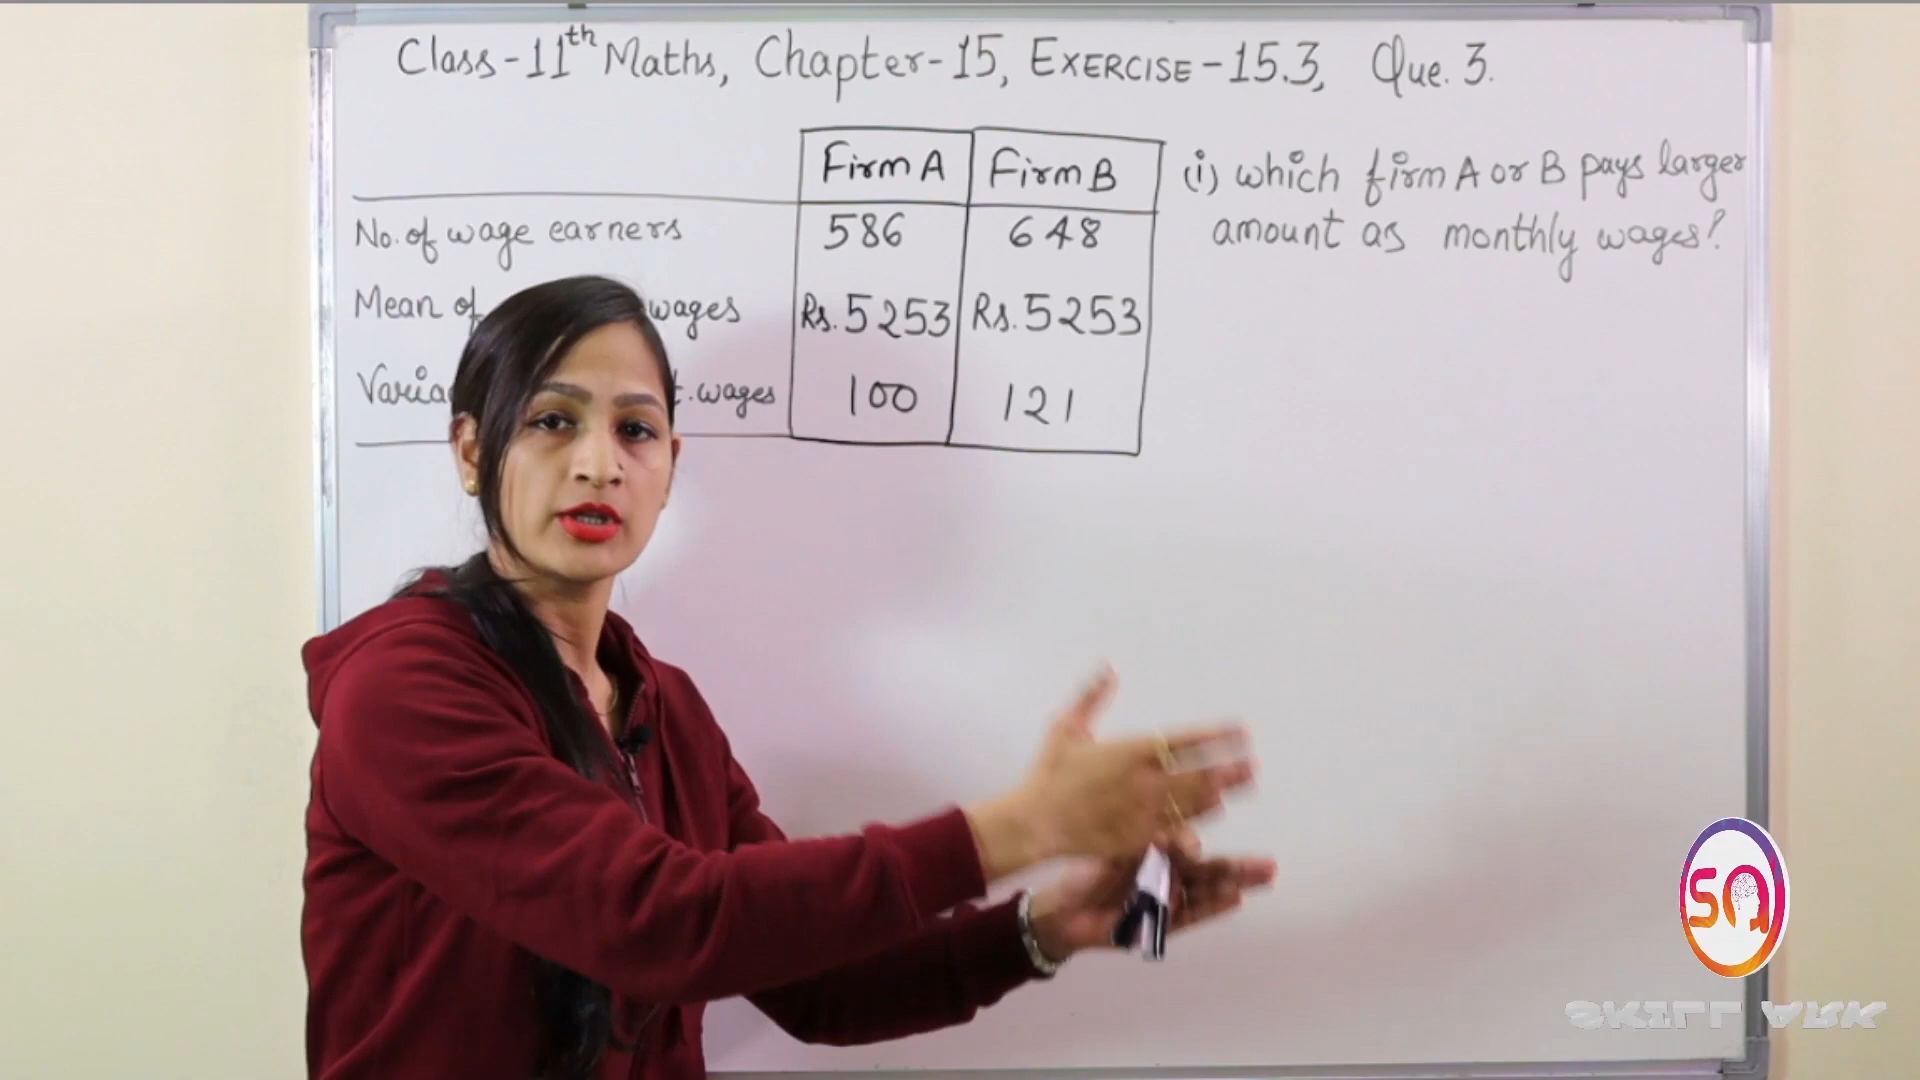 Class-11th Maths, Chapter-15, EXERCISE-15.3, Que. 3.
Firm A Firm B
(i) which firm A or B pays larger
amount as monthly wages?
No. of wage earners 586 648
Mean of wages Rs. 5253 Rs. 5253
wages 100 121
SA